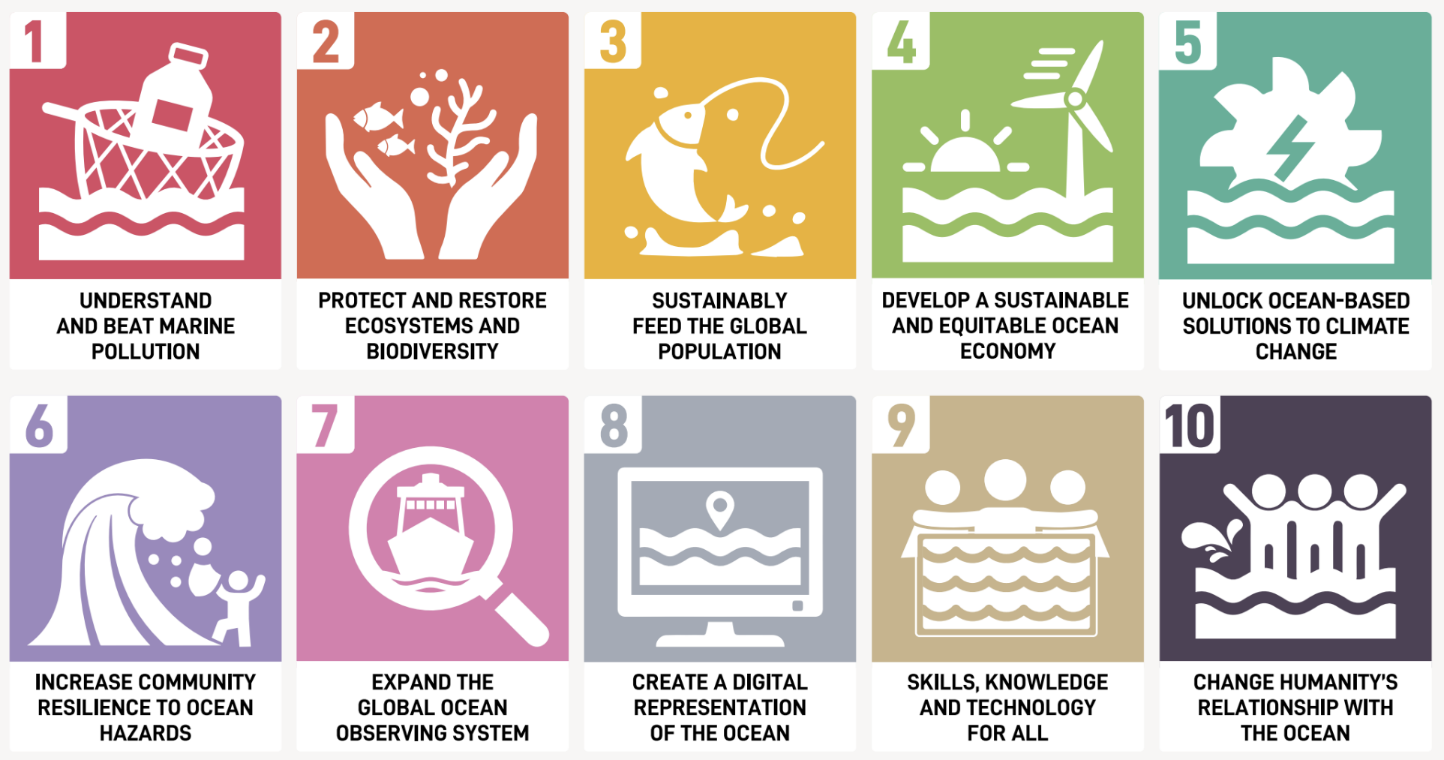 1
UNDERSTAND
AND BEAT MARINE
POLLUTION
2
PROTECT AND RESTORE
ECOSYSTEMS AND
BIODIVERSITY
3
SUSTAINABLY
FEED THE GLOBAL
POPULATION
4
DEVELOP A SUSTAINABLE
AND EQUITABLE OCEAN
ECONOMY
5
UNLOCK OCEAN-BASED
SOLUTIONS TO CLIMATE
CHANGE
6
INCREASE COMMUNITY
RESILIENCE TO OCEAN
HAZARDS
7
EXPAND THE
GLOBAL OCEAN
OBSERVING SYSTEM
8
CREATE A DIGITAL
REPRESENTATION
OF THE OCEAN
9
SKILLS, KNOWLEDGE
AND TECHNOLOGY
FOR ALL
10
CHANGE HUMANITY'S
RELATIONSHIP WITH
THE OCEAN